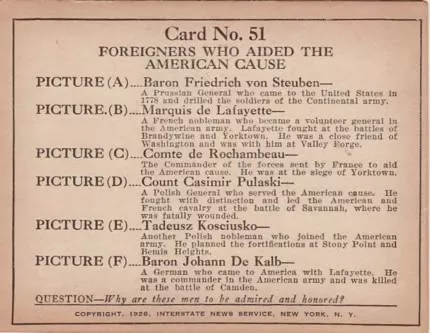 Card No. 51
FOREIGNERS WHO AIDED THE
AMERICAN CAUSE
PICTURE (A)....Baron Friedrich von Steuben—
A Prussian General who came to the United States in
1778 and drilled the soldiers of the Continental army.
PICTURE.(B)....Marquis de Lafayette—
A French nobleman who became a volunteer general in
the American army. Lafayette fought at the battles of
Brandywine and Yorktown. He was a close friend of
Washington and was with him at Valley Forge.
PICTURE (C)....Comte de Rochambeau—
The Commander of the forces sent by France to aid
the American cause. He was at the siege of Yorktown.
PICTURE (D)....Count Casimir Pulaski—
A Polish General who served the American cause. He
fought with distinction and led the American and
French cavalry at the battle of Savannah, where he
was fatally wounded.
PICTURE (E)....Tadeusz Kosciusko—
Another Polish nobleman who joined the American
army. He planned the fortifications at Stony Point and
Bemis Heights.
PICTURE (F)....Baron Johann De Kalb—
A German who came to America with Lafayette. He
was a commander in the American army and was killed
at the battle of Camden.
QUESTION—Why are these men to be admired and honored?
COPYRIGHT, 1926, INTERSTATE NEWS SERVICE, NEW YORK, N. Y.